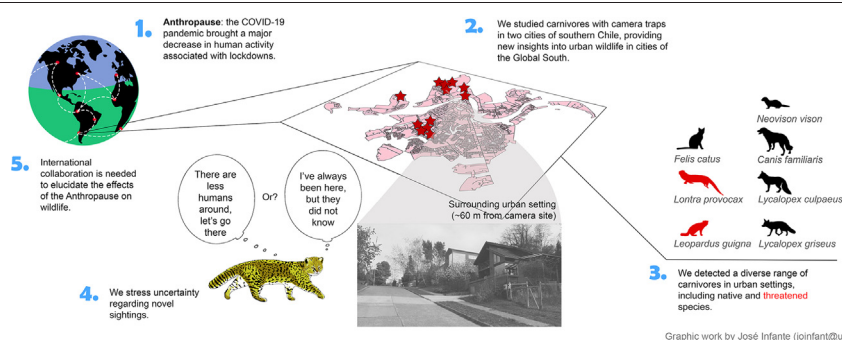 1.
Anthropause: the COVID-19
pandemic brought a major
decrease in human activity
associated with lockdowns.
2.
We studied carnivores with camera traps
in two cities of southern Chile, providing
new insights into urban wildlife in cities of
the Global South.
Neovison vison
Felis catus
Canis familiaris
Lontra provocax
Lycalopex culpaeus
Leopardus guigna
Lycalopex griseus
3.
We detected a diverse range of
carnivores in urban settings,
including native and threatened
species.
Surrounding urban setting
(~60 m from camera site)
There are
less
humans
around,
let's go
there
Or?
I've always
been here,
but they
did not
know
4.
We stress uncertainty
regarding novel
sightings.
5.
International
collaboration is needed
to elucidate the effects
of the Anthropause on
wildlife.
Graphic work by José Infante (joinfant@u